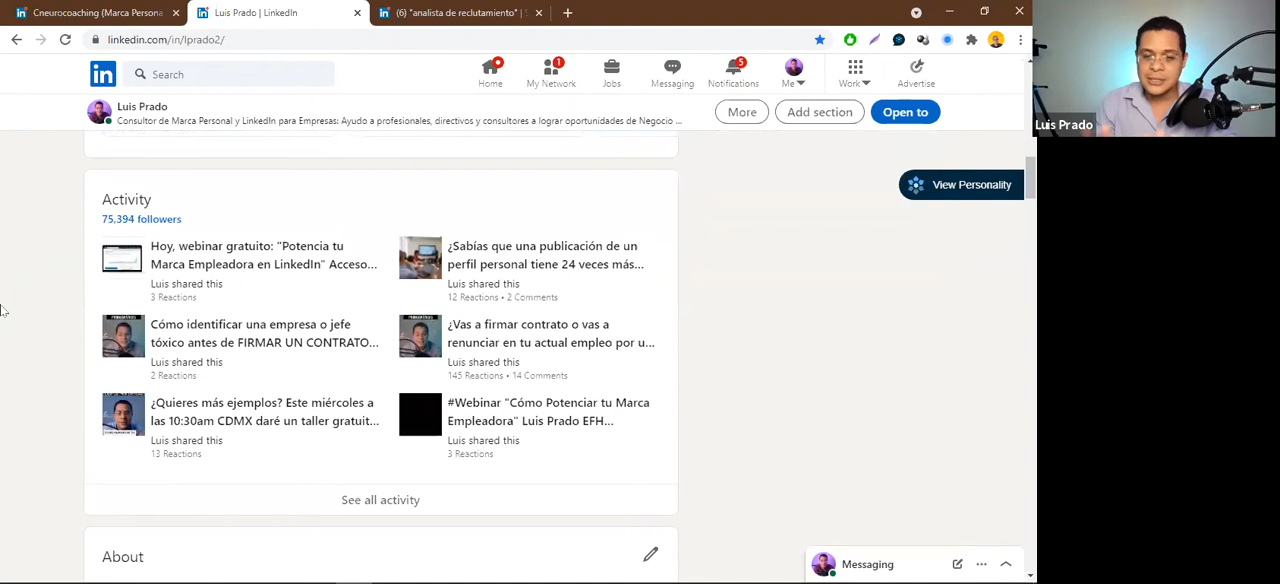 Cneurocoaching (Marca Persona
Luis Prado | LinkedIn
(6) "analista de reclutamiento" |
linkedin.com/in/lprado2/
in
Search
Home
My Network
1
Jobs
Messaging
Notifications
5
Me
Work
Advertise
Luis Prado
Consultor de Marca Personal y LinkedIn para Empresas: Ayudo a profesionales, directivos y consultores a lograr oportunidades de Negocio ...
More
Add section
Open to
View Personality
Activity
75,394 followers
Hoy, webinar gratuito: "Potencia tu
Marca Empleadora en LinkedIn" Acceso...
Luis shared this
3 Reactions
¿Sabías que una publicación de un
perfil personal tiene 24 veces más...
Luis shared this
12 Reactions • 2 Comments
Cómo identificar una empresa o jefe
tóxico antes de FIRMAR UN CONTRATO...
Luis shared this
2 Reactions
¿Vas a firmar contrato o vas a
renunciar en tu actual empleo por u...
Luis shared this
145 Reactions • 14 Comments
¿Quieres más ejemplos? Este miércoles a
las 10:30am CDMX daré un taller gratuit...
Luis shared this
13 Reactions
#Webinar "Cómo Potenciar tu Marca
Empleadora" Luis Prado EFH...
Luis shared this
3 Reactions
See all activity
About
Messaging
Luis Prado